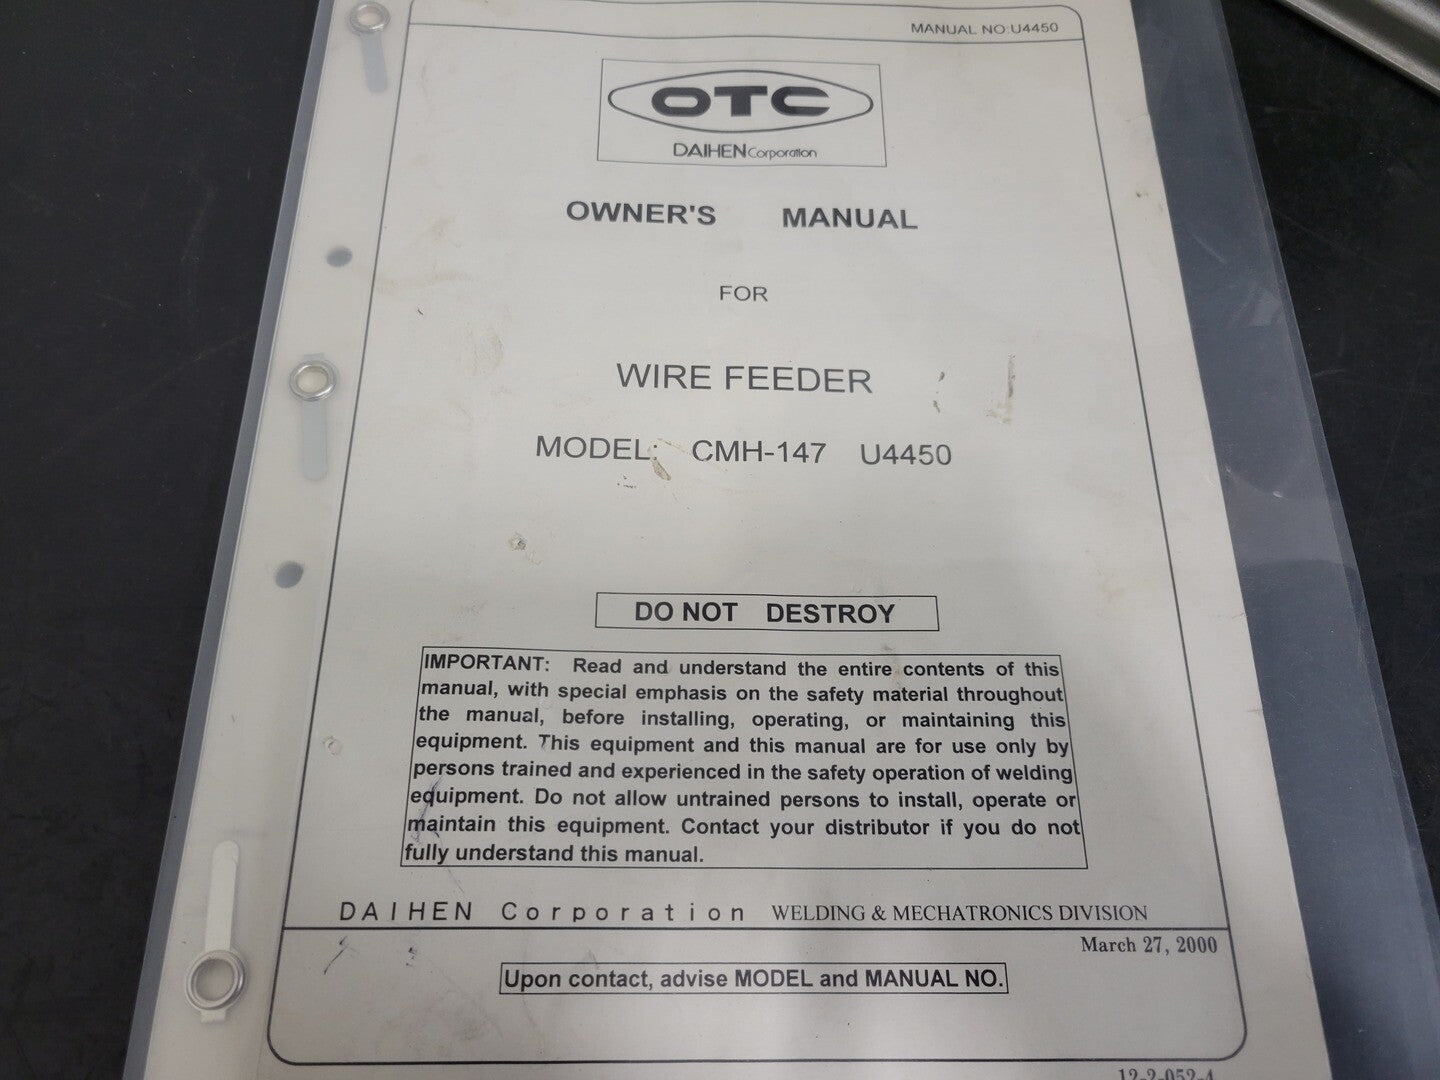 MANUAL NO:U4450
OTC
DAIHEN Corporation
OWNER'S MANUAL
FOR
WIRE FEEDER
MODEL: CMH-147 U4450
DO NOT DESTROY
IMPORTANT: Read and understand the entire contents of this
manual, with special emphasis on the safety material throughout
the manual, before installing, operating, or maintaining this
equipment. This equipment and this manual are for use only by
persons trained and experienced in the safety operation of welding
equipment. Do not allow untrained persons to install, operate or
maintain this equipment. Contact your distributor if you do not
fully understand this manual.
DAIHEN Corporation WELDING & MECHATRONICS DIVISION
March 27, 2000
Upon contact, advise MODEL and MANUAL NO.
12-2-052-4